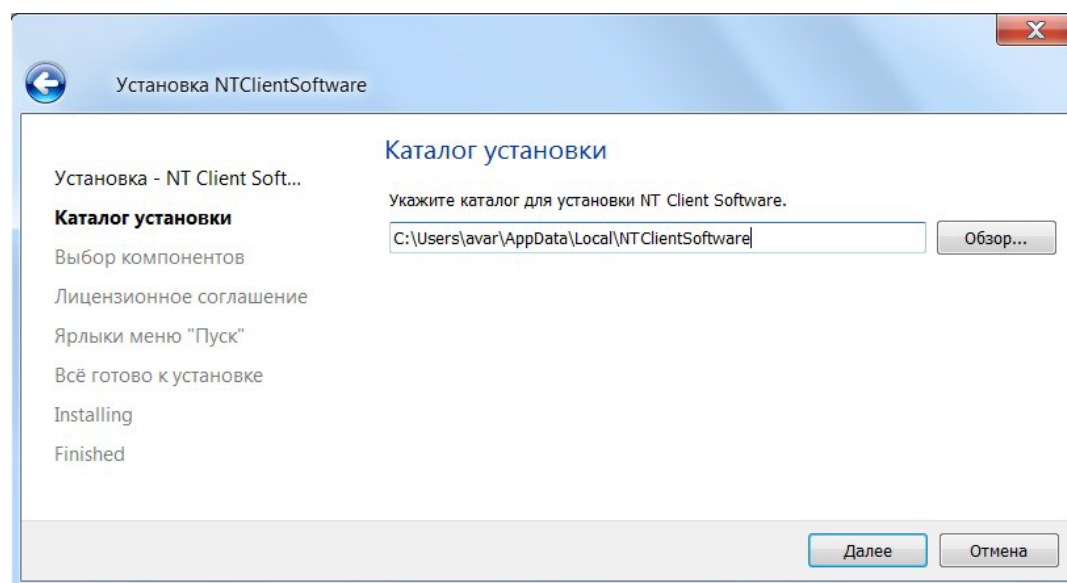 Установка NTClientSoftware
Установка - NT Client Soft...
Каталог установки
Выбор компонентов
Лицензионное соглашение
Ярлыки меню "Пуск"
Всё готово к установке
Installing
Finished
Каталог установки
Укажите каталог для установки NT Client Software.
C:\Users\avar\AppData\Local\NTClientSoftware
Обзор...
Далее
Отмена